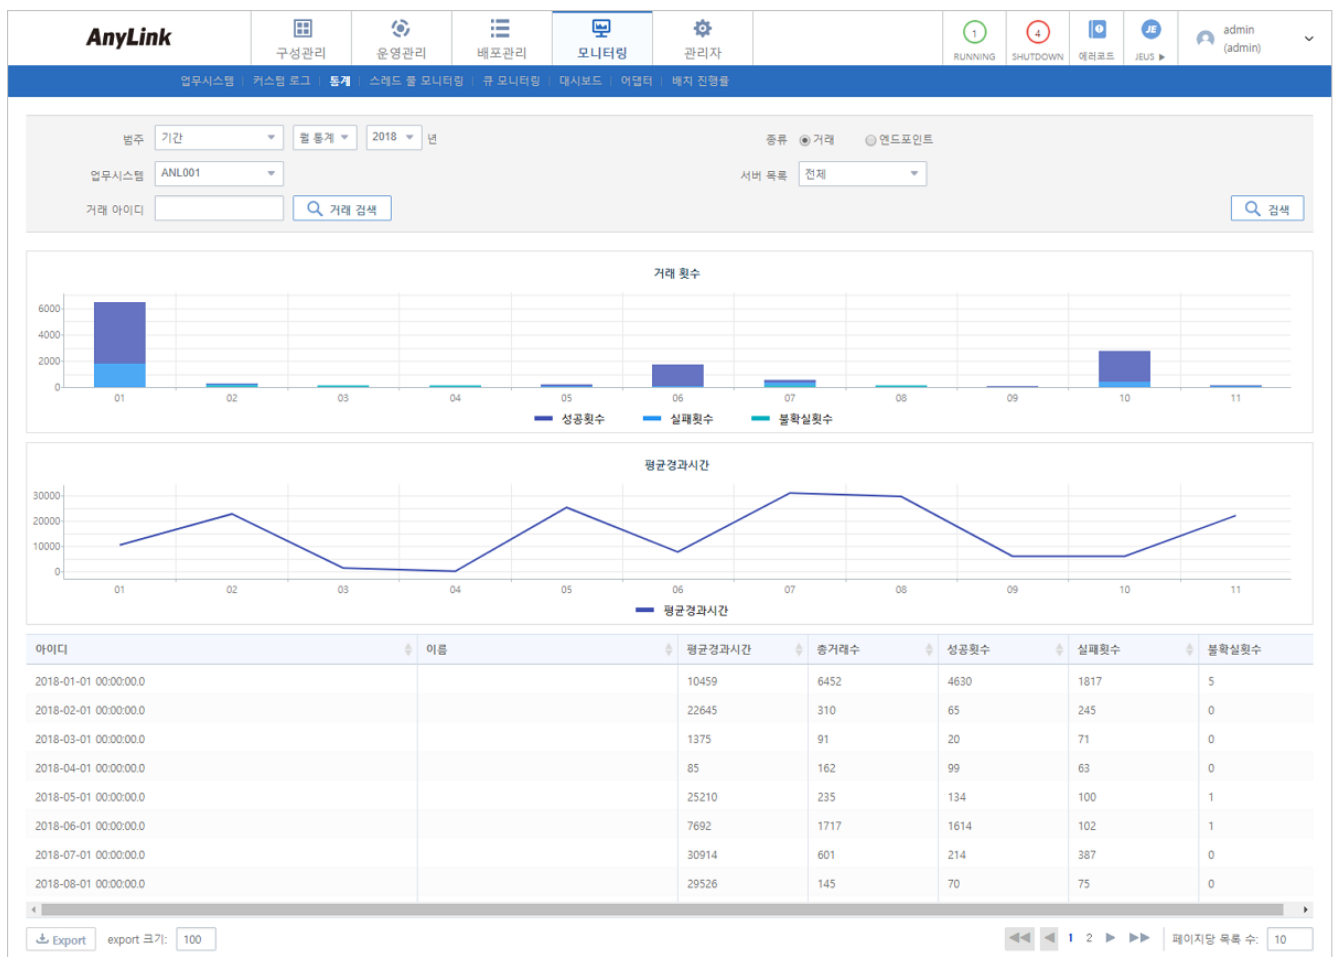 AnyLink
구성관리
운영관리
배포관리
모니터링
관리자
1
RUNNING
4
SHUTDOWN
에러코드
JE
JEUS ▶
admin
(admin)
업무시스템 | 커스텀 로그 | 통계 | 스레드 풀 모니터링 | 큐 모니터링 | 대시보드 | 어댑터 | 배치 진행률
범주 기간 월 통계 2018 년
종류 거래 엔드포인트
업무시스템 ANL001
서버 목록 전체
거래 아이디 거래 검색
검색
거래 횟수
6000
4000
2000
0
01 02 03 04 05 06 07 08 09 10 11
성공횟수 실패횟수 불확실횟수
평균경과시간
30000
20000
10000
0
01 02 03 04 05 06 07 08 09 10 11
평균경과시간
아이디 이름 평균경과시간 총거래수 성공횟수 실패횟수 불확실횟수
2018-01-01 00:00:00.0 10459 6452 4630 1817 5
2018-02-01 00:00:00.0 22645 310 65 245 0
2018-03-01 00:00:00.0 1375 91 20 71 0
2018-04-01 00:00:00.0 85 162 99 63 0
2018-05-01 00:00:00.0 25210 235 134 100 1
2018-06-01 00:00:00.0 7692 1717 1614 102 1
2018-07-01 00:00:00.0 30914 601 214 387 0
2018-08-01 00:00:00.0 29526 145 70 75 0
Export export 크기: 100
1 2 페이지당 목록 수: 10